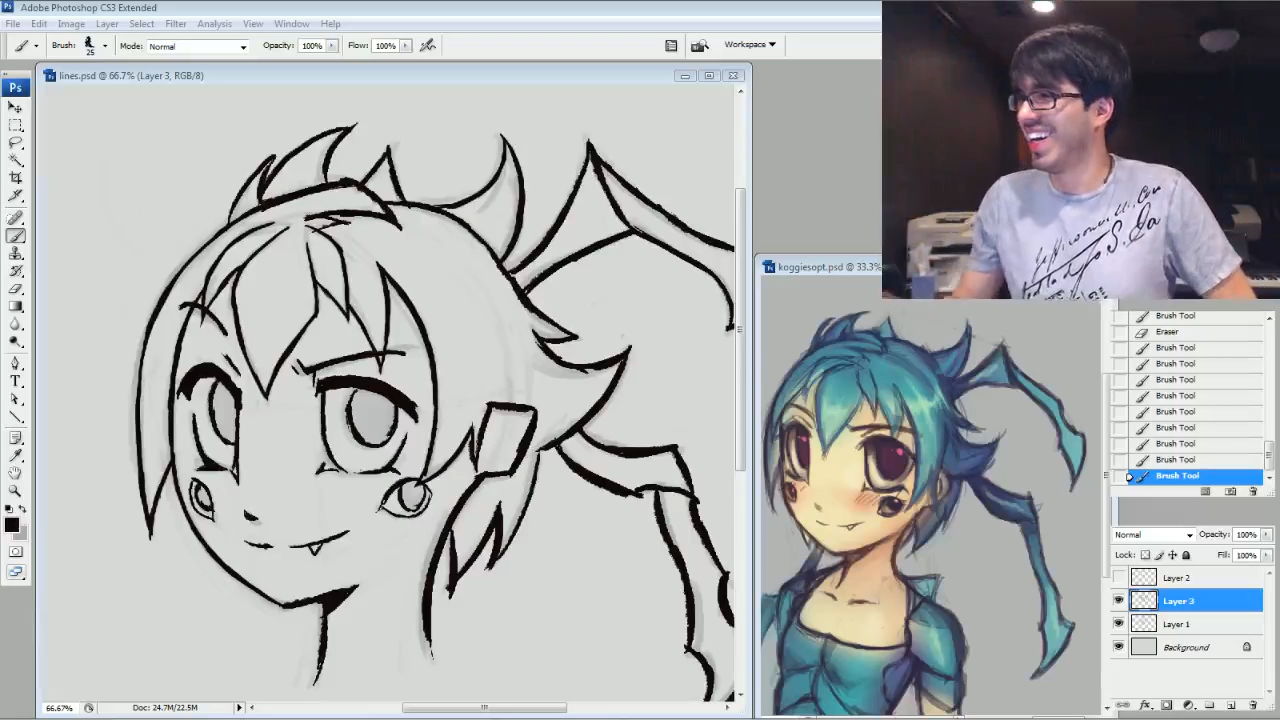 Adobe Photoshop CS3 Extended
File Edit Image Layer Select Filter Analysis View Window Help
Brush: 25 Mode: Normal Opacity: 100% Flow: 100% Workspace
Ps
lines.psd @ 66.7% (Layer 3, RGB/8)
koggiesopt.psd @ 33.3%
Brush Tool
Eraser
Brush Tool
Brush Tool
Brush Tool
Brush Tool
Brush Tool
Brush Tool
Brush Tool
Brush Tool
Brush Tool
T
Normal Opacity: 100%
Lock: Fill: 100%
Layer 2
Layer 3
Layer 1
Background
66.67% Doc: 24.7M/22.5M